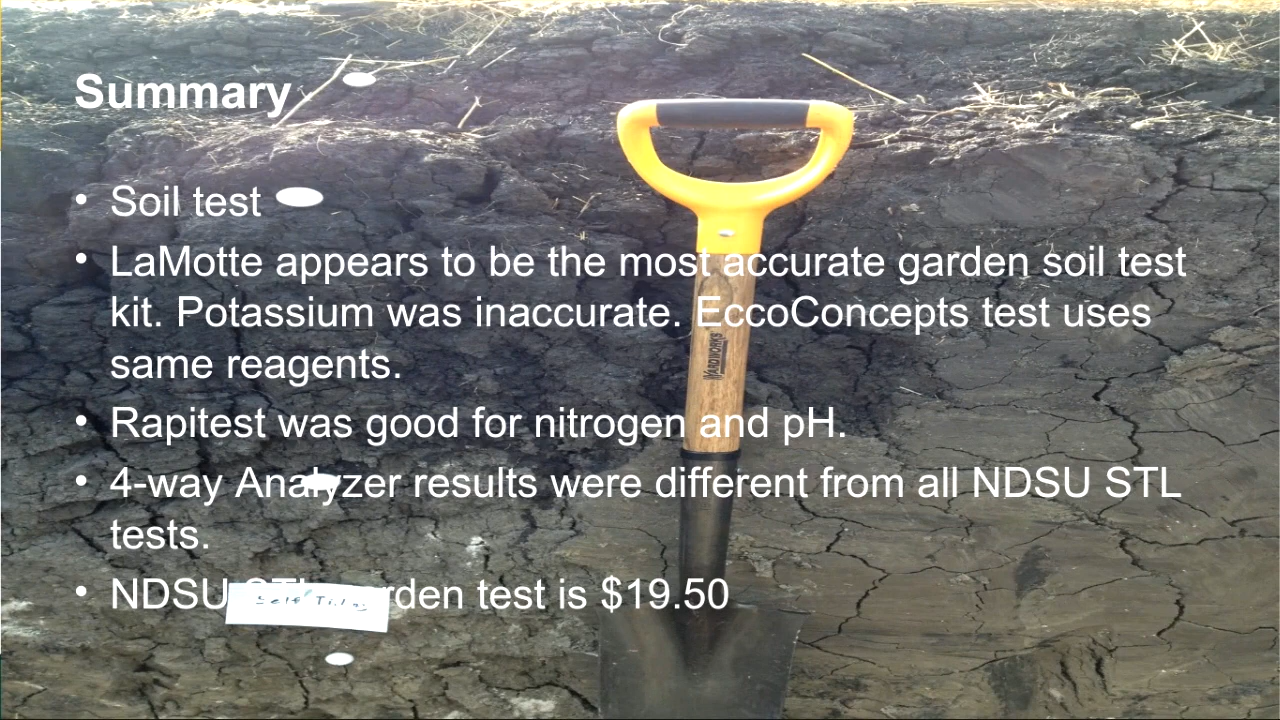 Summary
• Soil test
• LaMotte appears to be the most accurate garden soil test
kit. Potassium was inaccurate. EccoConcepts test uses
same reagents.
• Rapitest was good for nitrogen and pH.
• 4-way Analyzer results were different from all NDSU STL
tests.
• NDSU STL garden test is $19.50
Self Tilling